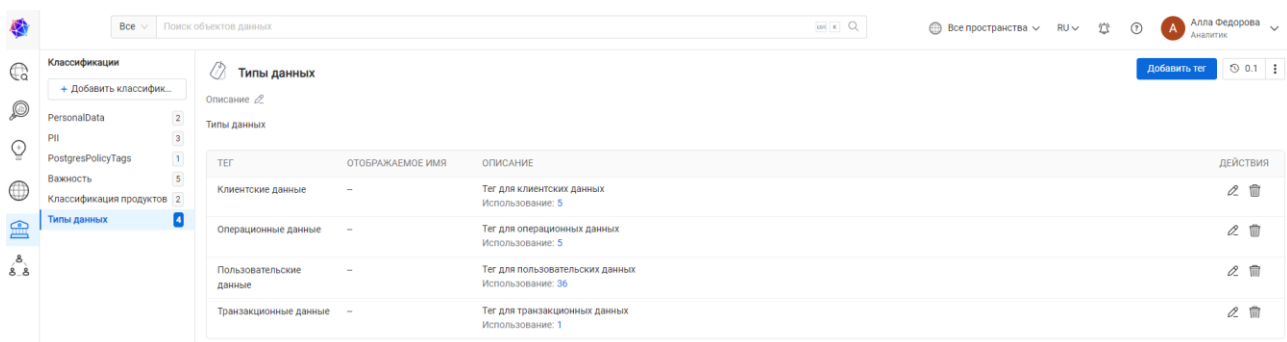 Все Поиск объектов данных ctrl K Все пространства RU Алла Федорова
A Аналитик
Классификации
+ Добавить классифик...
PersonalData 2
PII 3
PostgresPolicyTags 1
Важность 5
Классификация продуктов 2
Типы данных 4
Типы данных
Добавить тег 0.1
Описание
Типы данных
ТЕГ ОТОБРАЖАЕМОЕ ИМЯ ОПИСАНИЕ ДЕЙСТВИЯ
Клиентские данные -- Тег для клиентских данных
Использование: 5
Операционные данные -- Тег для операционных данных
Использование: 5
Пользовательские -- Тег для пользовательских данных
данные Использование: 36
Транзакционные данные -- Тег для транзакционных данных
Использование: 1